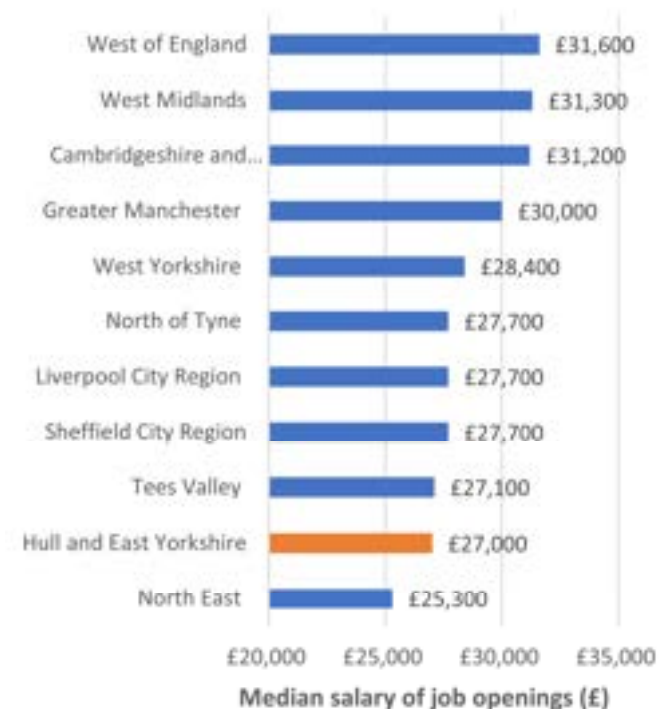 West of England £31,600
West Midlands £31,300
Cambridgeshire and... £31,200
Greater Manchester £30,000
West Yorkshire £28,400
North of Tyne £27,700
Liverpool City Region £27,700
Sheffield City Region £27,700
Tees Valley £27,100
Hull and East Yorkshire £27,000
North East £25,300
£20,000 £25,000 £30,000 £35,000
Median salary of job openings (£)